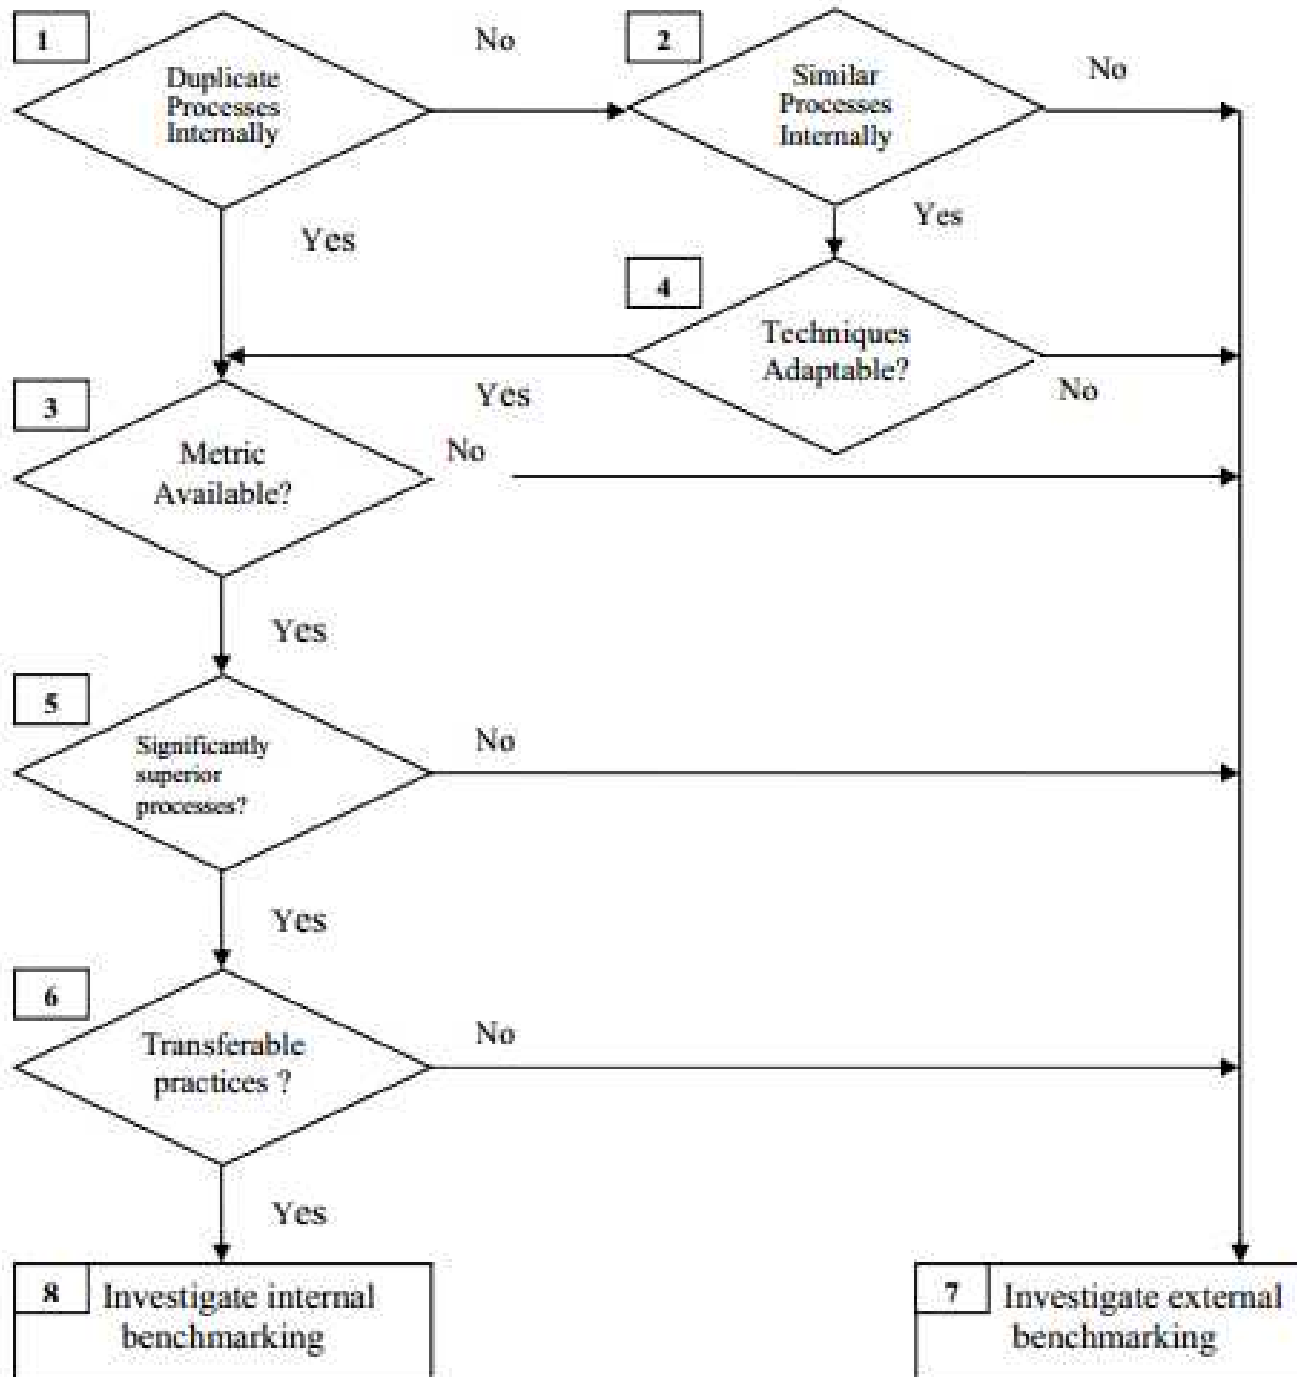 1
Duplicate
Processes
Internally
No
2
Similar
Processes
Internally
No
Yes
Yes
4
Techniques
Adaptable?
Yes
No
3
Metric
Available?
No
Yes
5
Significantly
superior
processes?
No
Yes
6
Transferable
practices ?
No
Yes
8
Investigate internal
benchmarking
7
Investigate external
benchmarking